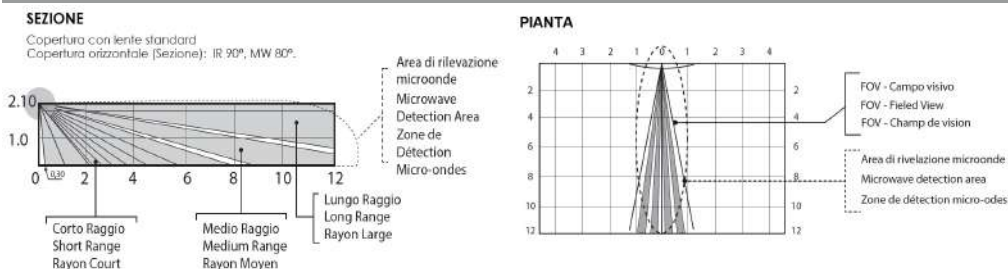 SEZIONE
Copertura con lente standard
Copertura orizzontale (Sezione): IR 90°, MW 80°.
2.10
1.0
0
0,30
2
4
6
8
10
12
Area di rilevazione
microonde
Microwave
Detection Area
Zone de
Détection
Micro-ondes
Corto Raggio
Short Range
Rayon Court
Medio Raggio
Medium Range
Rayon Moyen
Lungo Raggio
Long Range
Rayon Large
PIANTA
4 3 2 1 0 1 2 3 4
2 2
4 4
6 6
8 8
10 10
12 12
FOV - Campo visivo
FOV - Fieled View
FOV - Champ de vision
Area di rivelazione microonde
Microwave detection area
Zone de détection micro-odes